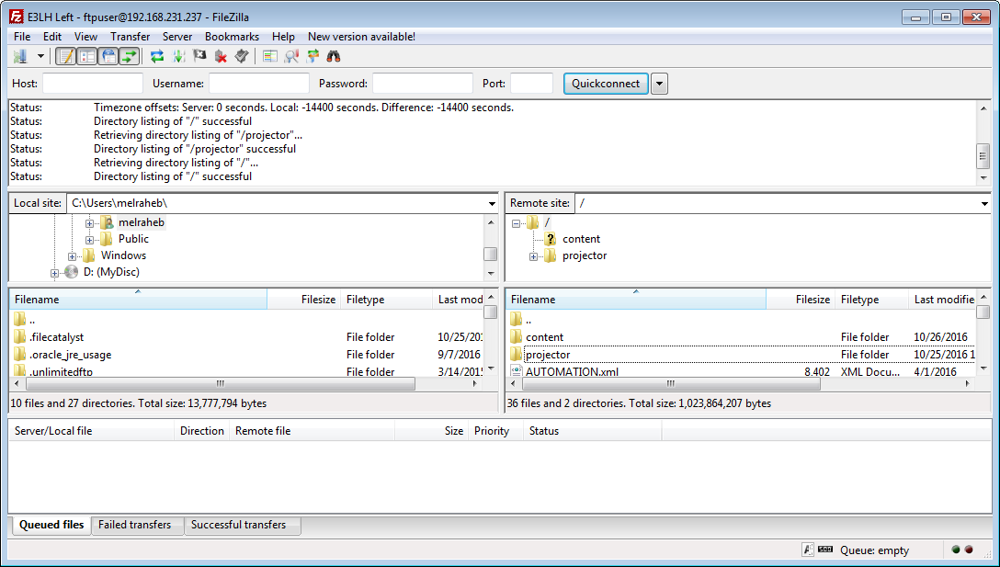 E3LH Left - ftpuser@192.168.231.237 - FileZilla
File Edit View Transfer Server Bookmarks Help New version available!
Host: Username: Password: Port: Quickconnect
Status: Timezone offsets: Server: 0 seconds. Local: -14400 seconds. Difference: -14400 seconds.
Status: Directory listing of "/" successful
Status: Retrieving directory listing of "/projector"...
Status: Directory listing of "/projector" successful
Status: Retrieving directory listing of "/"...
Status: Directory listing of "/" successful
Local site: C:\Users\melraheb\
melraheb
Public
Windows
D: (MyDisc)
Remote site: /
/
content
projector
Filename Filesize Filetype Last mod
..
.filecatalyst File folder 10/25/201
.oracle_jre_usage File folder 9/7/2016
.unlimitedftp File folder 3/14/2015
10 files and 27 directories. Total size: 13,777,794 bytes
Filename Filesize Filetype Last modifie
..
content File folder 10/26/2016
projector File folder 10/25/2016 1
AUTOMATION.xml 8,402 XML Docu... 4/1/2016
36 files and 2 directories. Total size: 1,023,864,207 bytes
Server/Local file Direction Remote file Size Priority Status
Queued files Failed transfers Successful transfers
Queue: empty